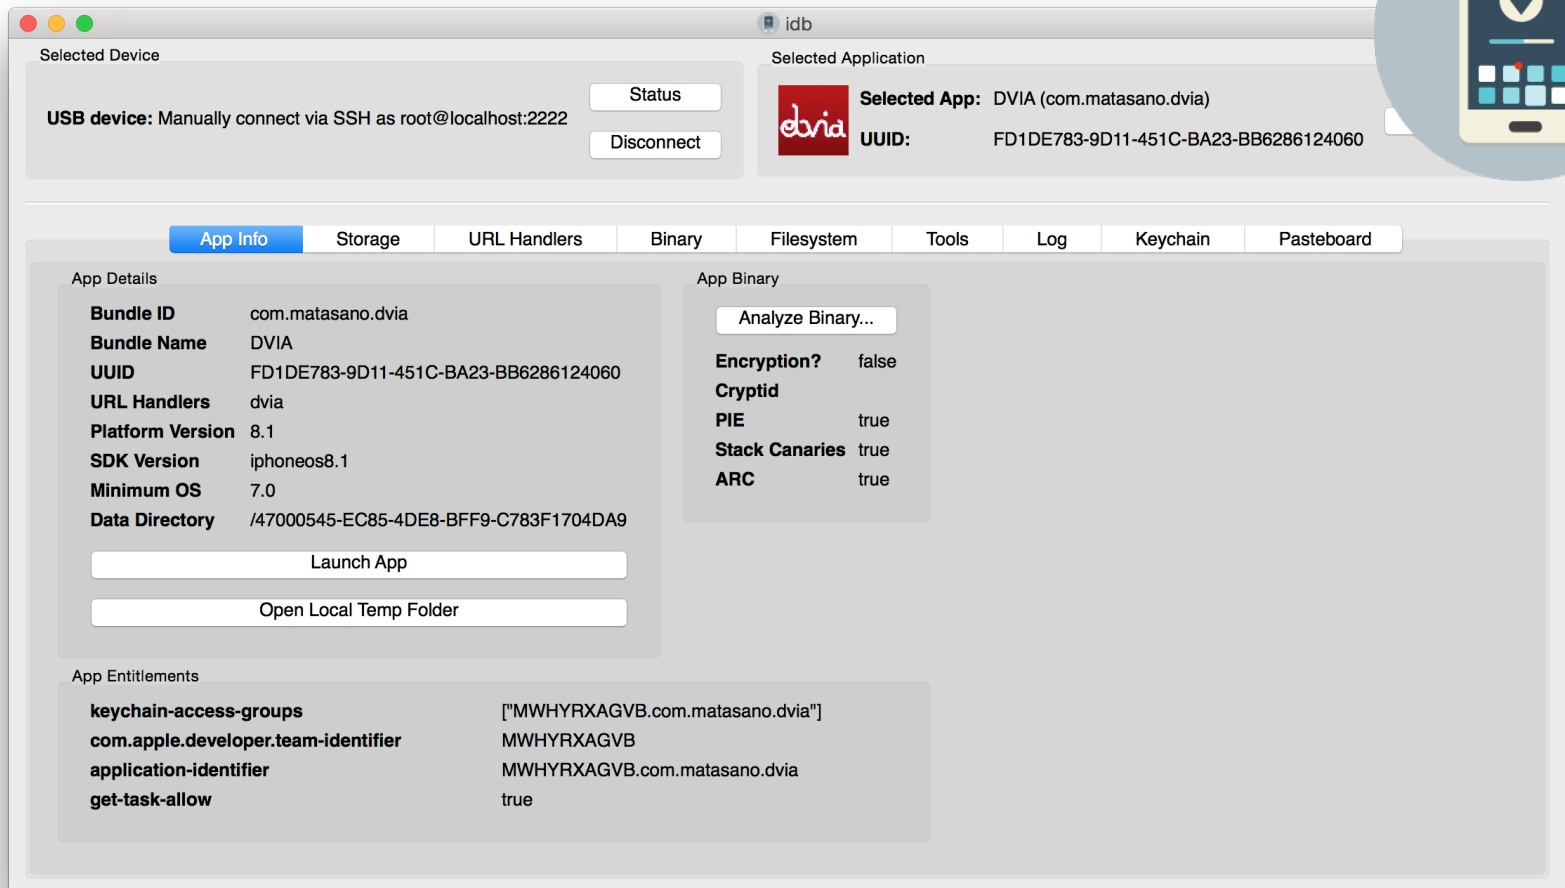 idb
Selected Device
USB device: Manually connect via SSH as root@localhost:2222
Status
Disconnect
Selected Application
dvia
Selected App: DVIA (com.matasano.dvia)
UUID: FD1DE783-9D11-451C-BA23-BB6286124060
App Info Storage URL Handlers Binary Filesystem Tools Log Keychain Pasteboard
App Details
Bundle ID com.matasano.dvia
Bundle Name DVIA
UUID FD1DE783-9D11-451C-BA23-BB6286124060
URL Handlers dvia
Platform Version 8.1
SDK Version iphoneos8.1
Minimum OS 7.0
Data Directory /47000545-EC85-4DE8-BFF9-C783F1704DA9
Launch App
Open Local Temp Folder
App Binary
Analyze Binary...
Encryption? false
Cryptid
PIE true
Stack Canaries true
ARC true
App Entitlements
keychain-access-groups ["MWHYRXAGVB.com.matasano.dvia"]
com.apple.developer.team-identifier MWHYRXAGVB
application-identifier MWHYRXAGVB.com.matasano.dvia
get-task-allow true